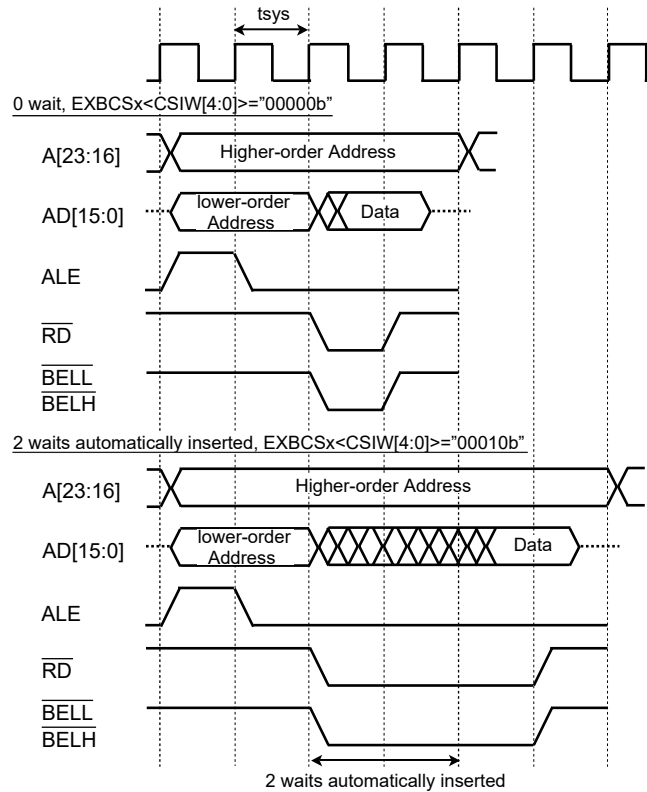 tsys
0 wait, EXBCSx<CSIW[4:0]>=”00000b”
A[23:16]
Higher-order Address
AD[15:0]
lower-order
Address
Data
ALE
RD
BELL
BELH
2 waits automatically inserted, EXBCSx<CSIW[4:0]>=”00010b”
A[23:16]
Higher-order Address
AD[15:0]
lower-order
Address
Data
ALE
RD
BELL
BELH
2 waits automatically inserted